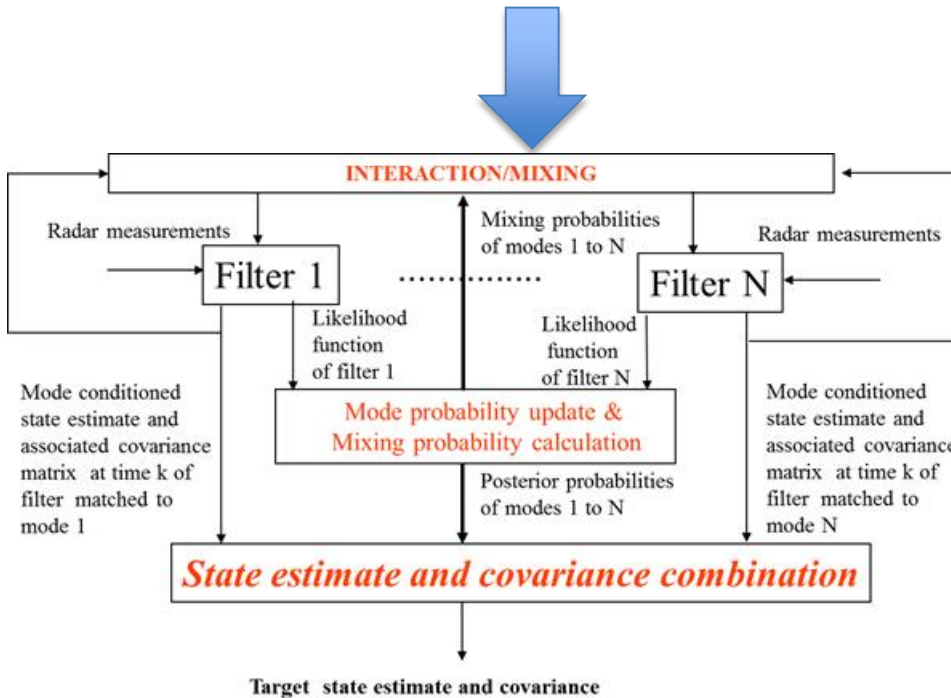 INTERACTION/MIXING
Radar measurements
Mixing probabilities
of modes 1 to N
Radar measurements
Filter 1
Filter N
Likelihood
function
of filter 1
Likelihood
function
of filter N
Mode conditioned
state estimate and
associated covariance
matrix at time k of
filter matched to
mode 1
Mode probability update &
Mixing probability calculation
Mode conditioned
state estimate and
associated covariance
matrix at time k of
filter matched to
mode N
Posterior probabilities
of modes 1 to N
State estimate and covariance combination
Target state estimate and covariance